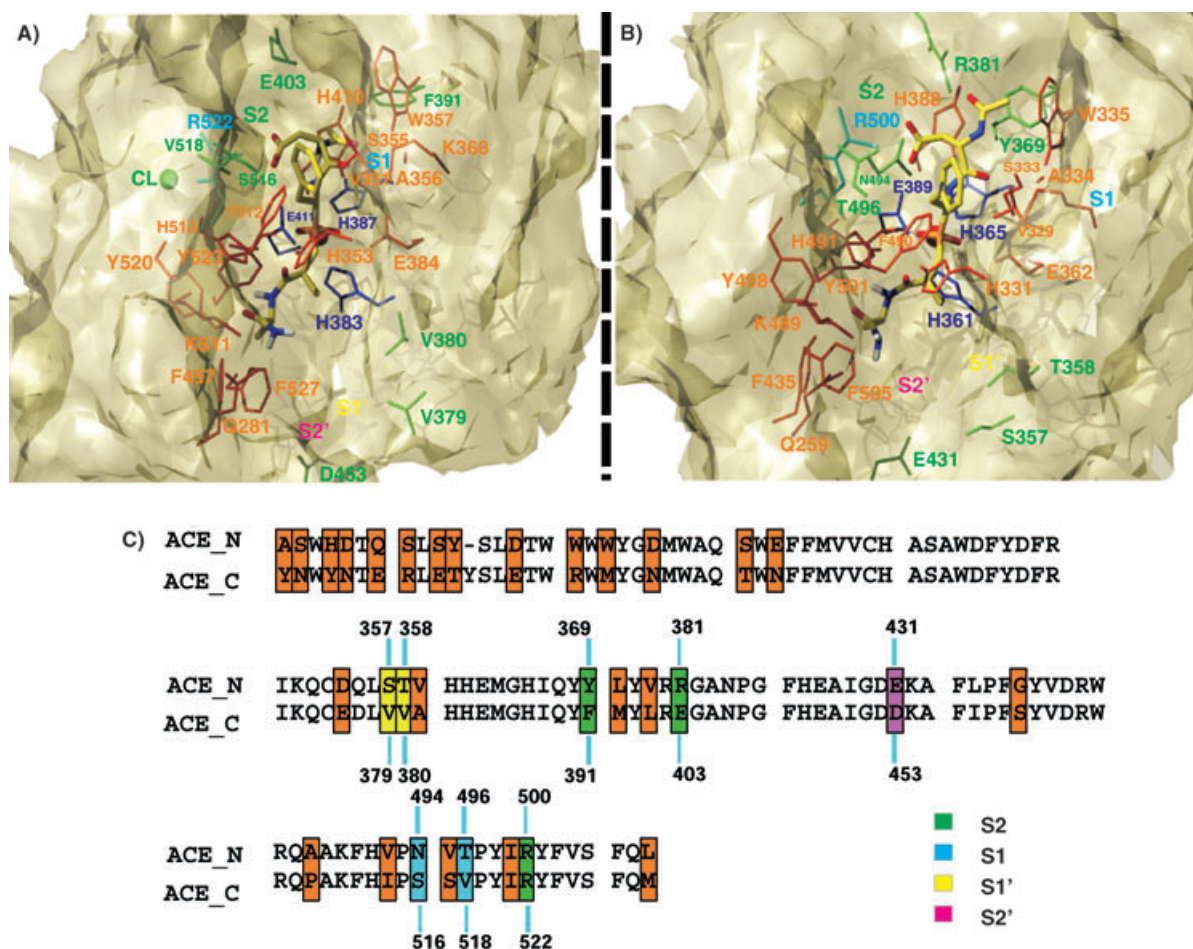 A)
E403
S2
H410
F391
W357
R522
V518
S355
K368
CL
S516
S1
A356
F512
E411
H387
H513
Y520
Y523
H353
E384
H383
K511
V380
F457
F527
S1'
V379
Q281
S2'
D453
B)
R381
S2
H388
W335
R500
Y369
N494
S333
A334
E389
T496
S1
H365
V329
H491
F490
E362
Y498
Y501
H331
K489
H361
S1'
T358
F435
F505
S2'
S357
Q259
E431
C)
ACE_N ASWHDTQ SLSY-SLDTW WWWYGDMWAQ SWEFFMVVCH ASAWDFYDFR
ACE_C YNWYNTE RLETYSLETW RWMYGNMWAQ TWNFFMVVCH ASAWDFYDFR
357 358 369 381 431
ACE_N IKQCDQLSTV HHEMGHIQYY LYVRRGANPG FHEAIGDEKA FLPFGYVDRW
ACE_C IKQCEDLVVA HHEMGHIQYF MYLREGANPG FHEAIGDDKA FIPFSYVDRW
379 380 391 403 453
494 496 500
ACE_N RQAAKFHVPN VTPYIRYFVS FQL
ACE_C RQPAKFHIPS SVPYIRYFVS FQM
516 518 522
S2
S1
S1'
S2'